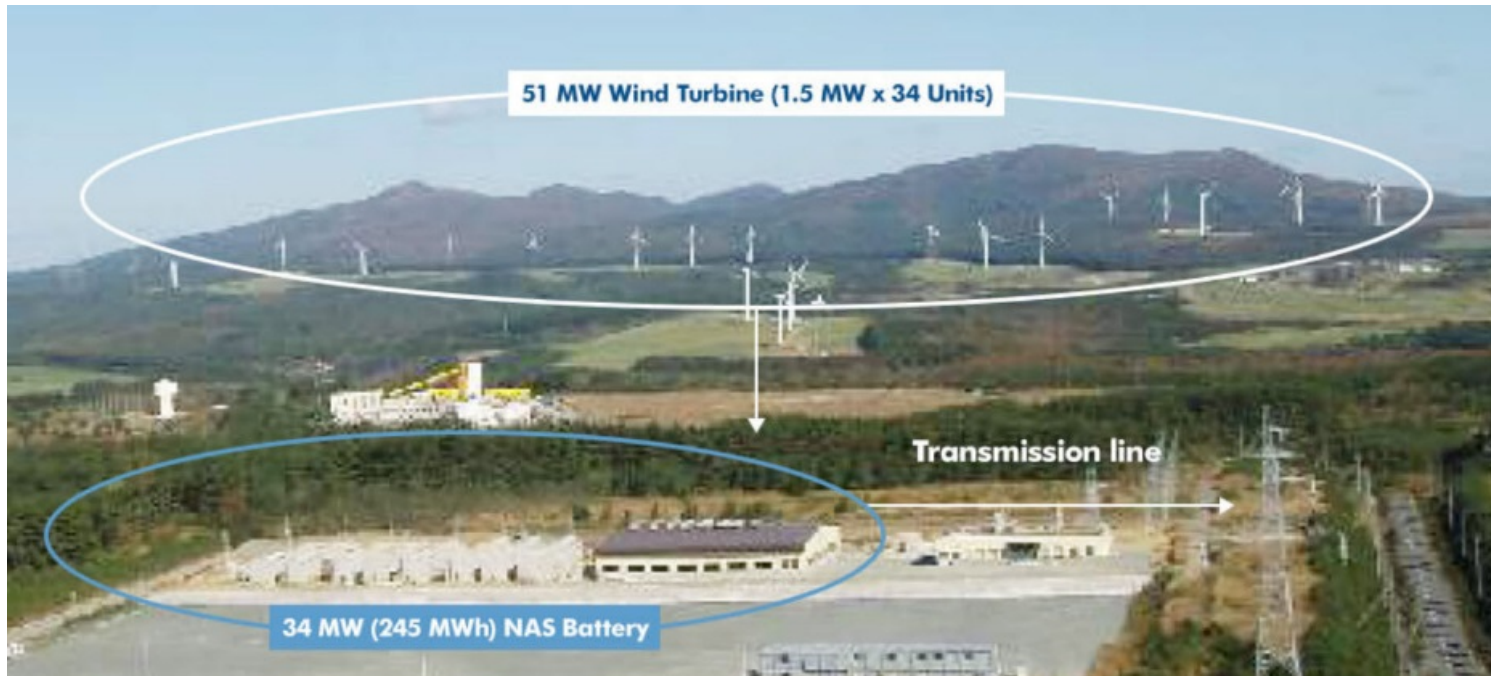 51 MW Wind Turbine (1.5 MW x 34 Units)
Transmission line
34 MW (245 MWh) NAS Battery